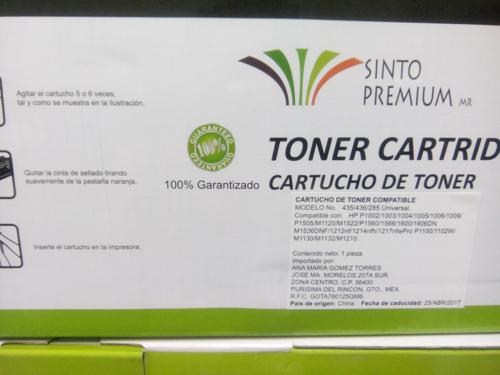 SINTO
PREMIUM MR
Agitar el cartucho 5 o 6 veces,
tal y como se muestra en la ilustración.
GUARANTEED
100%
GUARANTEED
TONER CARTRID
Quitar la cinta de sellado tirando
suavemente de la pestaña naranja.
100% Garantizado
CARTUCHO DE TONER
CARTUCHO DE TONER COMPATIBLE
MODELO No. 435/436/285 Universal.
Compatible con: HP P1002/1003/1004/1005/1006/1009/
P1505/M1120/M1522/P1560/1566/1600/1606DN
M1536DNF/1212nf/1214nfh/1217nfwPro P1100/1102W/
M1130/M1132/M1210.
Inserte el cartucho en la impresora.
Contenido neto: 1 pieza.
Importado por:
ANA MARIA GOMEZ TORRES
JOSE MA. MORELOS 207A SUR.
ZONA CENTRO, C.P. 36400
PURISIMA DEL RINCON, GTO., MEX.
R.F.C. GOTA780125QM6.
País de origen: China. Fecha de caducidad: 25/ABR/2017